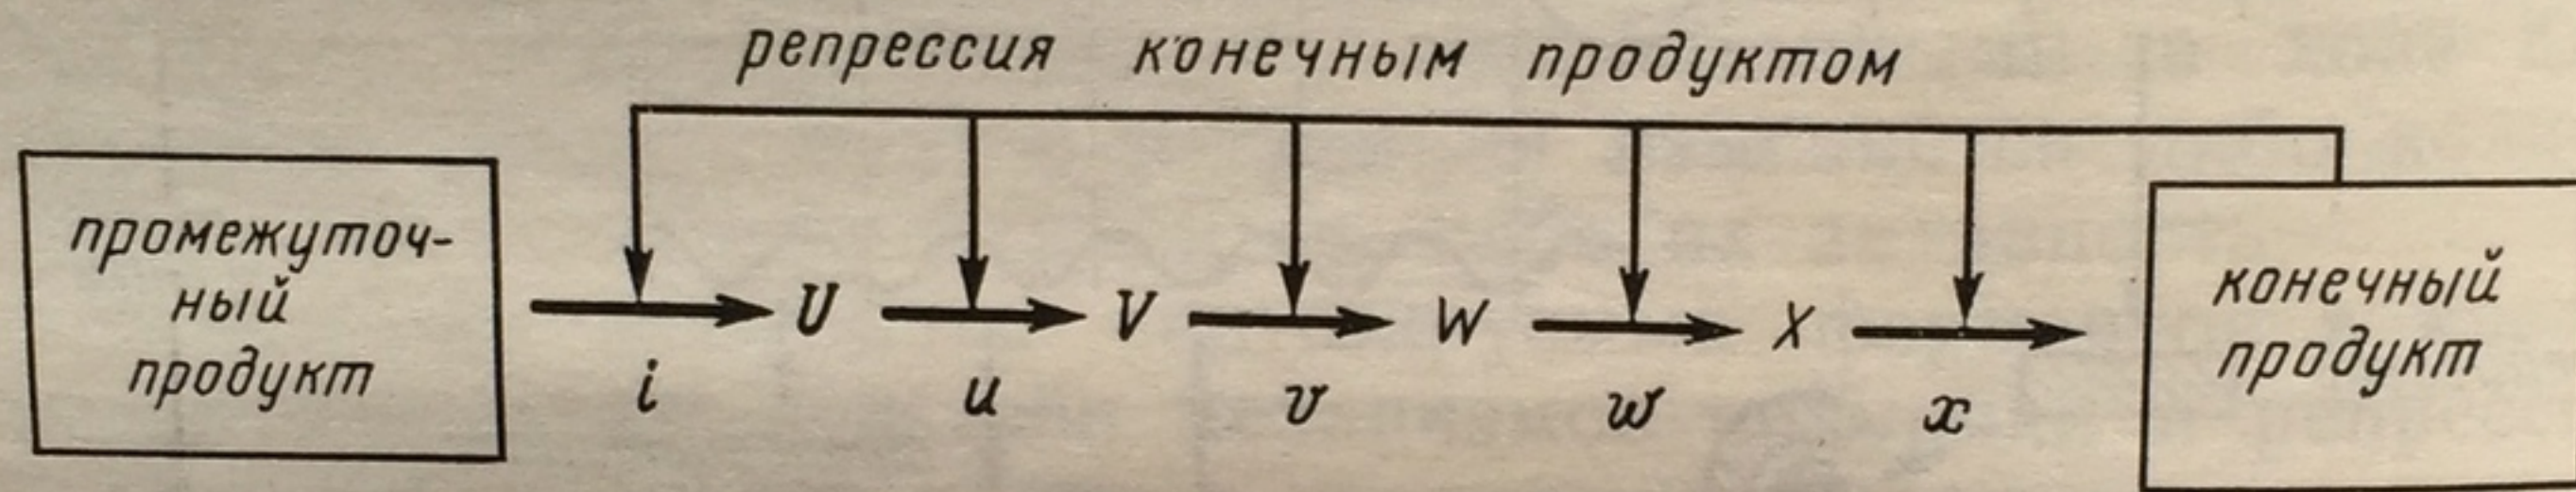 репрессия конечным продуктом
промежуточ-
ный
продукт
U V W X
i u v w x
конечный
продукт